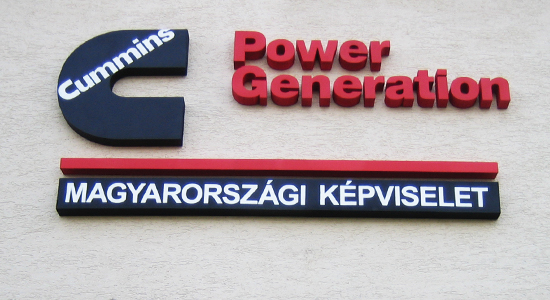 Cummins
Power
Generation
MAGYARORSZÁGI KÉPVISELET